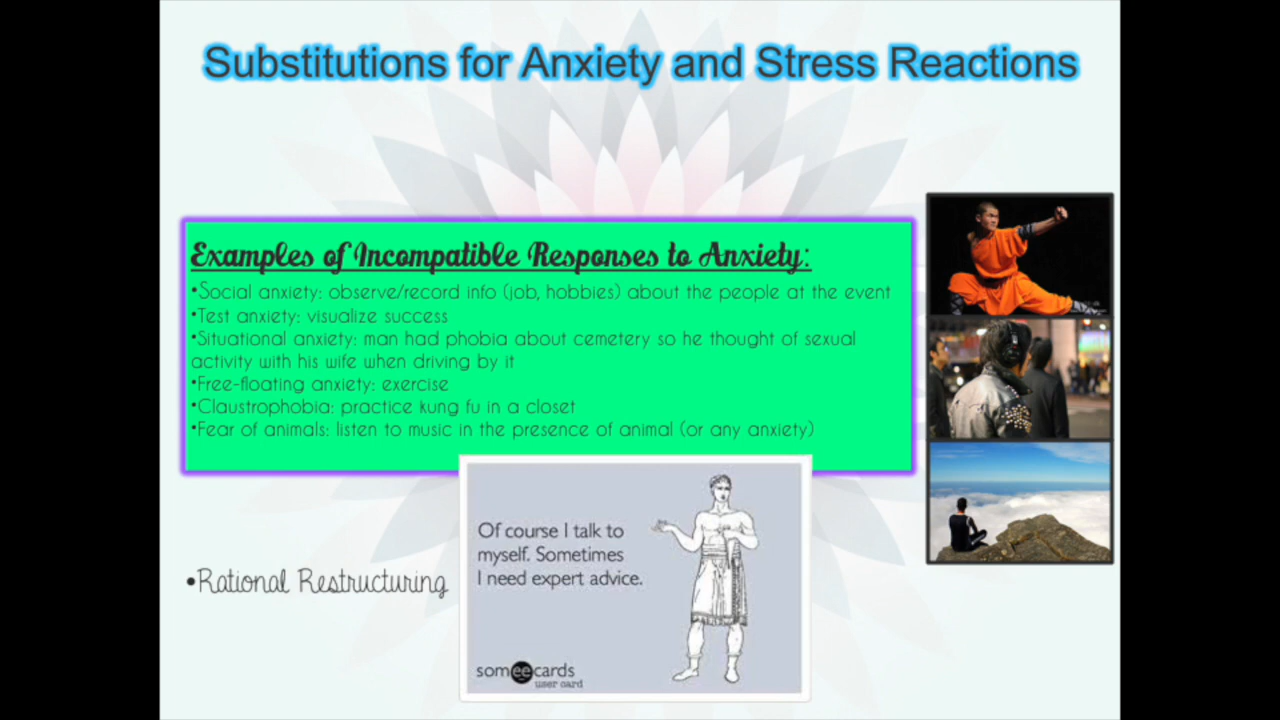 Substitutions for Anxiety and Stress Reactions
Examples of Incompatible Responses to Anxiety:
•Social anxiety: observe/record info (job, hobbies) about the people at the event
•Test anxiety: visualize success
•Situational anxiety: man had phobia about cemetery so he thought of sexual
activity with his wife when driving by it
•Free-floating anxiety: exercise
•Claustrophobia: practice kung fu in a closet
•Fear of animals: listen to music in the presence of animal (or any anxiety)
•Rational Restructuring
Of course I talk to
myself. Sometimes
I need expert advice.
someecards
user card